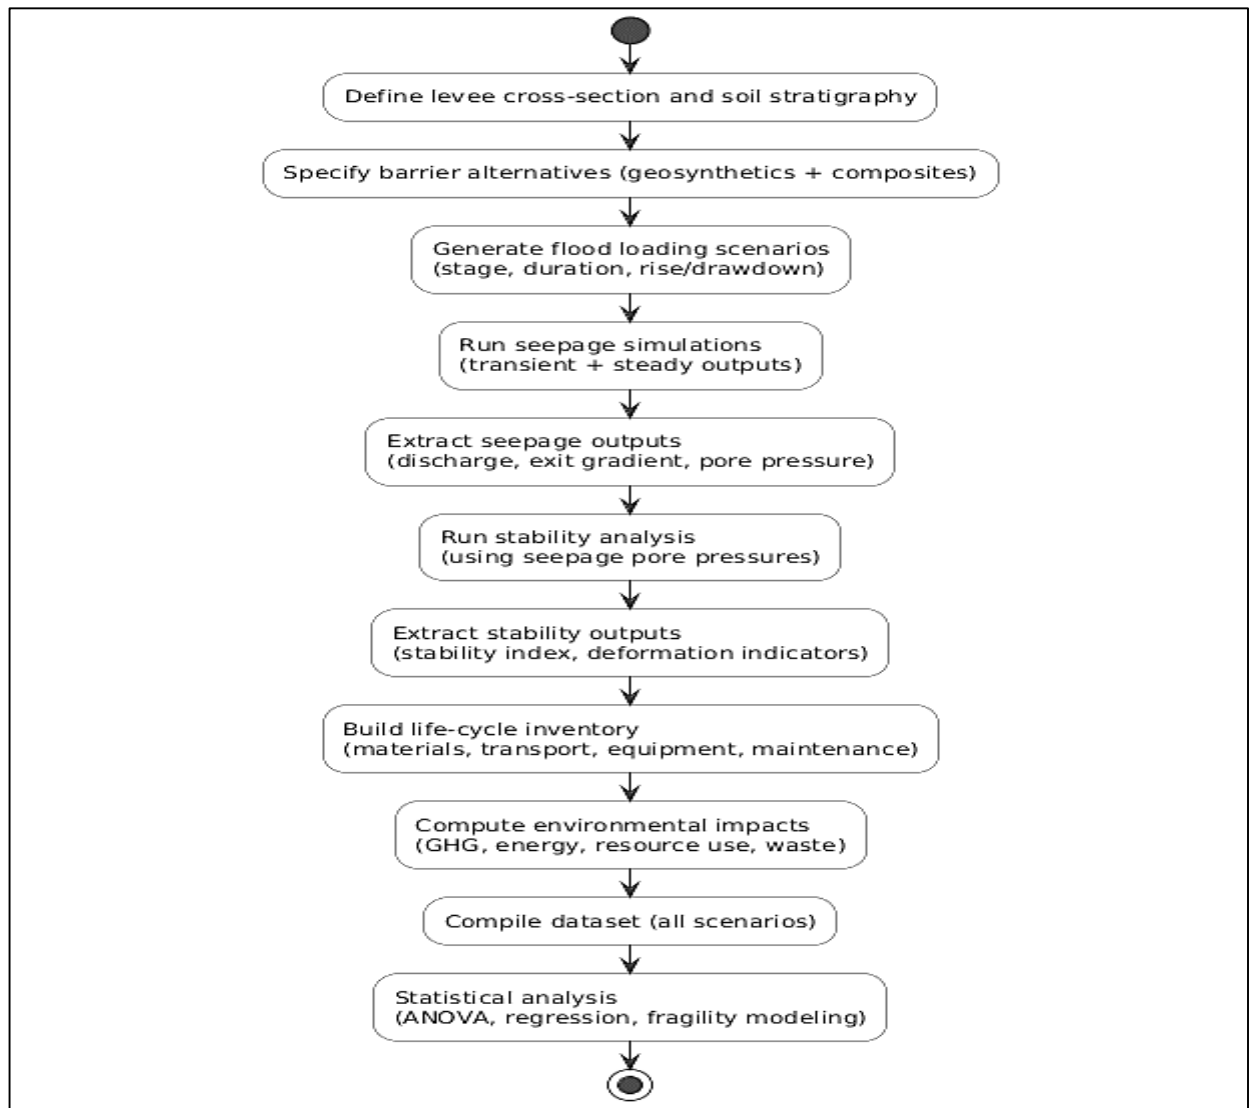 Define levee cross-section and soil stratigraphy
Specify barrier alternatives (geosynthetics + composites)
Generate flood loading scenarios
(stage, duration, rise/drawdown)
Run seepage simulations
(transient + steady outputs)
Extract seepage outputs
(discharge, exit gradient, pore pressure)
Run stability analysis
(using seepage pore pressures)
Extract stability outputs
(stability index, deformation indicators)
Build life-cycle inventory
(materials, transport, equipment, maintenance)
Compute environmental impacts
(GHG, energy, resource use, waste)
Compile dataset (all scenarios)
Statistical analysis
(ANOVA, regression, fragility modeling)